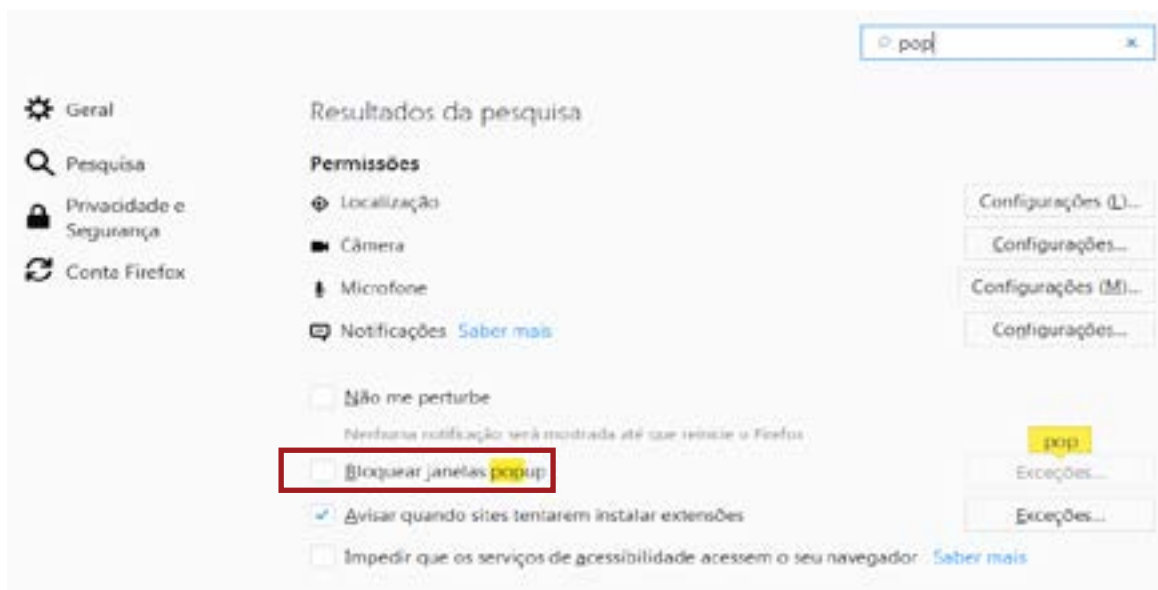 pop
Geral
Pesquisa
Privacidade e
Segurança
Conta Firefox
Resultados da pesquisa
Permissões
Localização
Configurações (L)...
Câmera
Configurações...
Microfone
Configurações (M)...
Notificações Saber mais
Configurações...
Não me perturbe
Nenhuma notificação será mostrada até que reinicie o Firefox
pop
Bloquear janelas popup
Exceções...
Avisar quando sites tentarem instalar extensões
Exceções...
Impedir que os serviços de acessibilidade acessem o seu navegador Saber mais